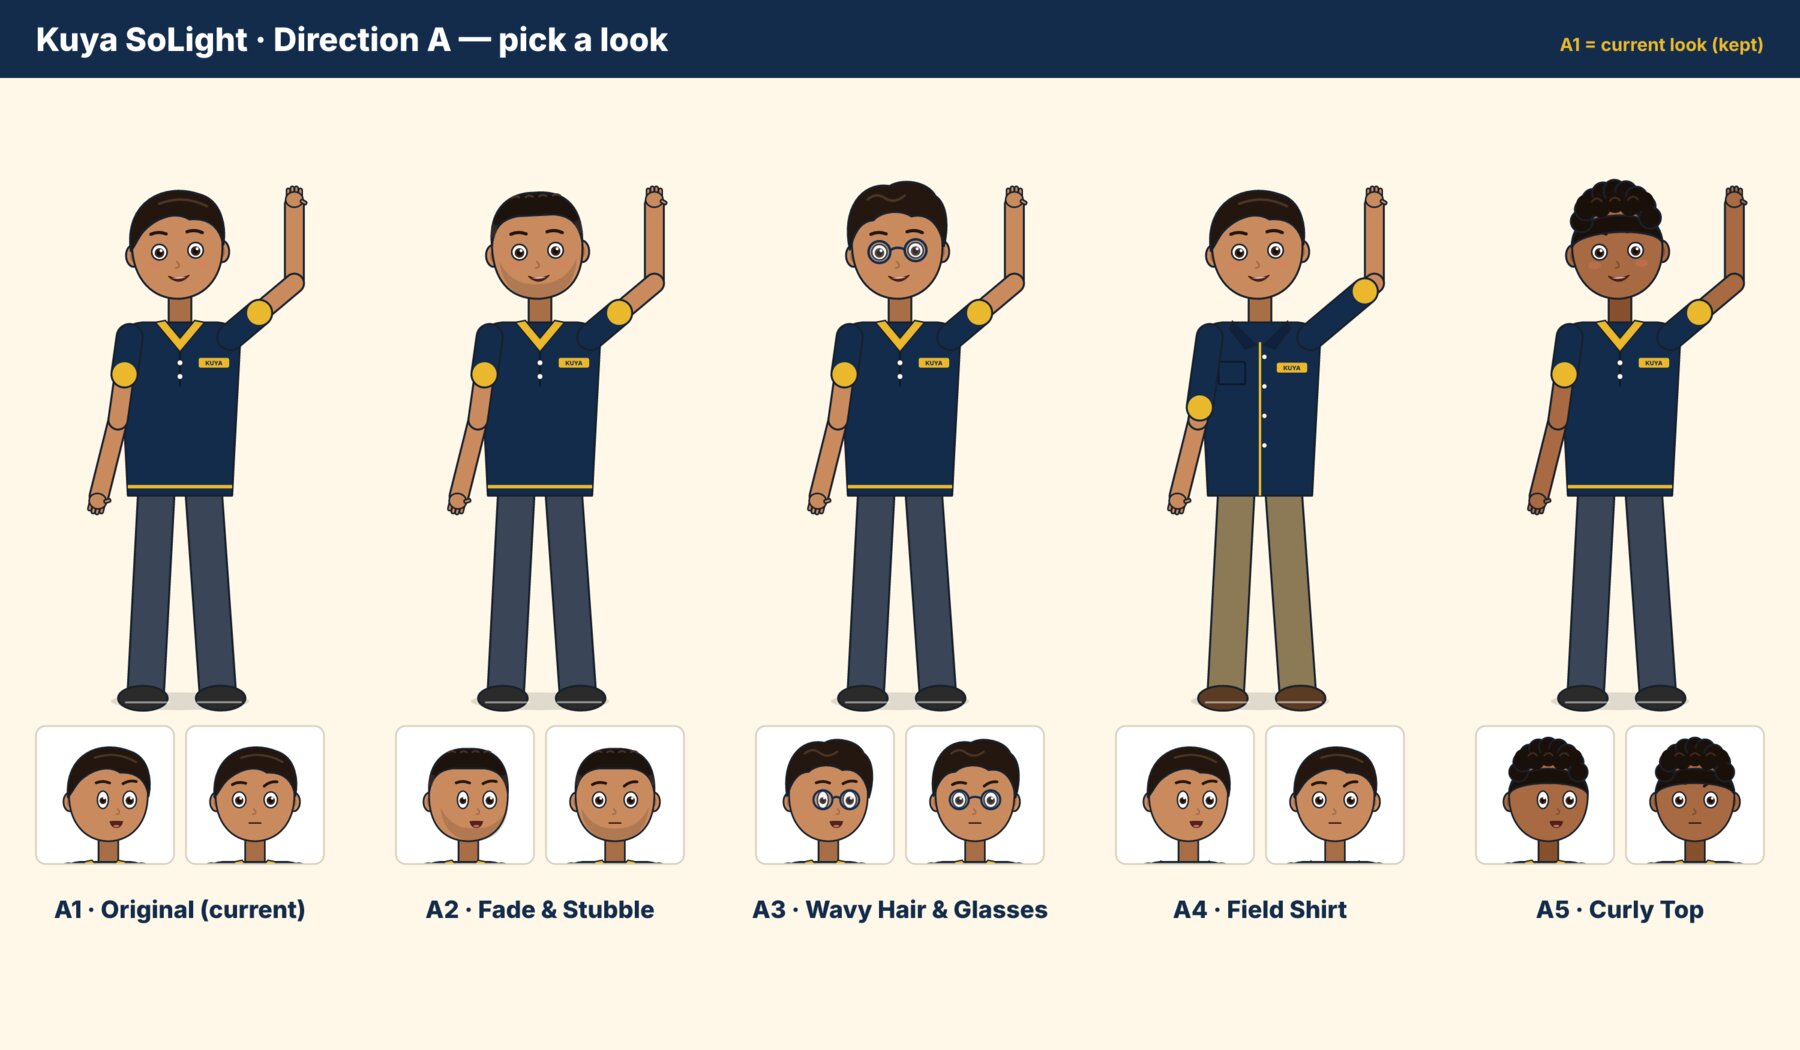 Kuya SoLight · Direction A — pick a look
A1 = current look (kept)
KUYA
KUYA
KUYA
KUYA
KUYA
A1 · Original (current)
A2 · Fade & Stubble
A3 · Wavy Hair & Glasses
A4 · Field Shirt
A5 · Curly Top